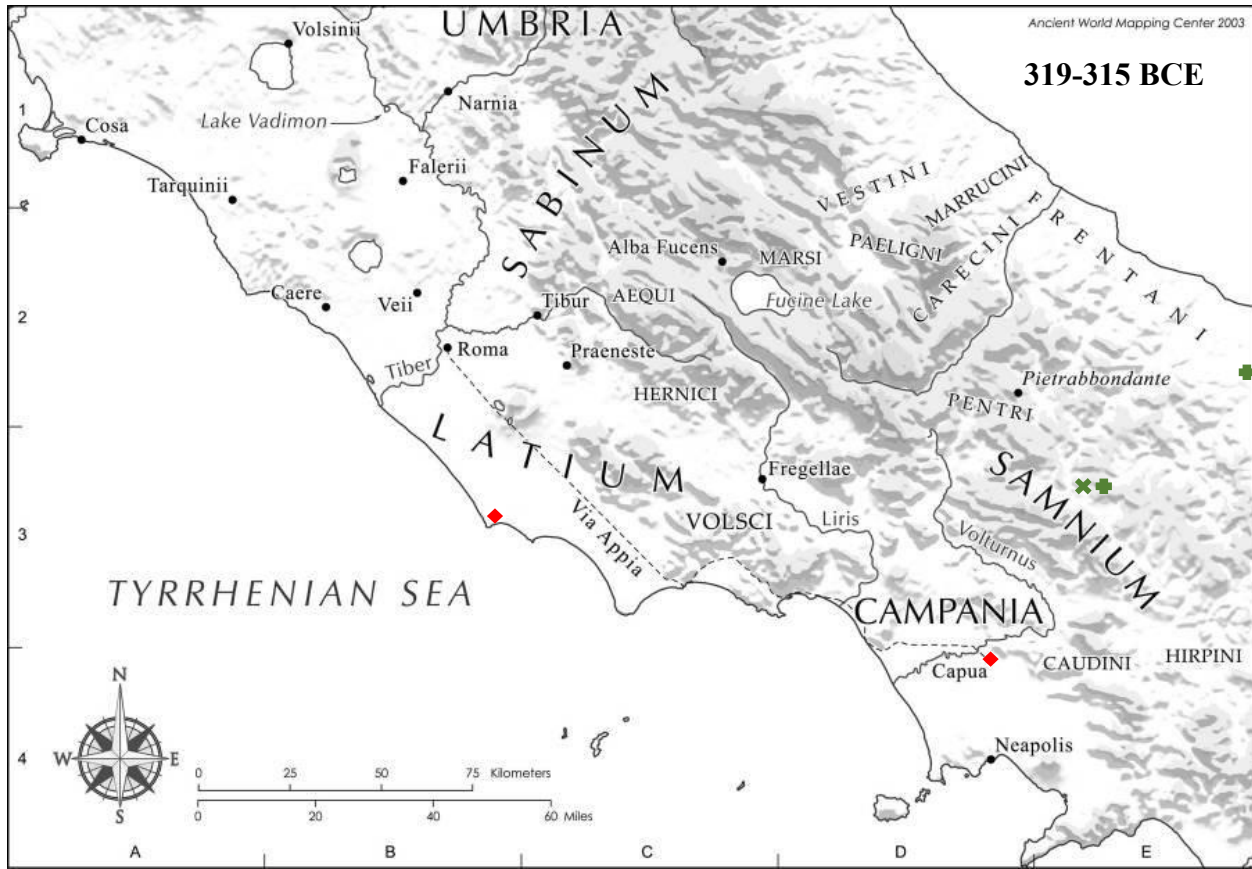 UMBRIA
Ancient World Mapping Center 2003
Volsinii
319-315 BCE
Narnia
Lake Vadimon
1
Cosa
SABINUM
Falerii
Tarquinii
VESTINI
MARRUCINI
FRENTANI
PAELIGNI
CARECINI
Alba Fucens
MARSI
Caere
Veii
Tibur
AEQUI
Fucine Lake
2
Roma
Praeneste
Tiber
HERNICI
Pietrabbondante
PENTRI
LATIUM
Fregellae
SAMNIUM
VOLSCI
Liris
Via Appia
Volturnus
3
TYRRHENIAN SEA
CAMPANIA
Capua
CAUDINI
HIRPINI
N
W
E
S
4
Neapolis
0 25 50 75 Kilometers
0 20 40 60 Miles
A B C D E